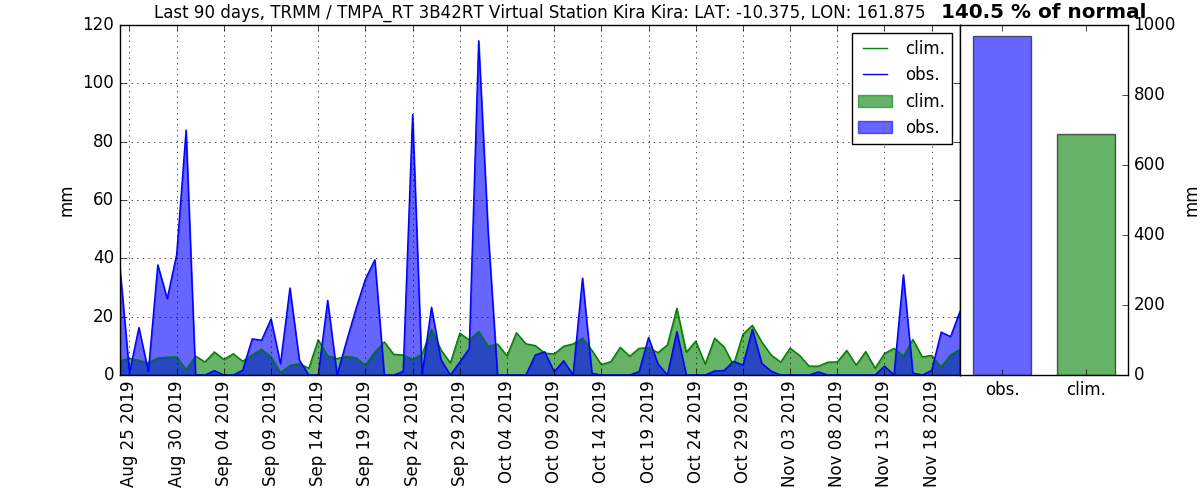 Last 90 days, TRMM / TMPA_RT 3B42RT Virtual Station Kira Kira: LAT: -10.375, LON: 161.875
140.5 % of normal
mm
120
100
80
60
40
20
0
clim.
obs.
clim.
obs.
Aug 25 2019
Aug 30 2019
Sep 04 2019
Sep 09 2019
Sep 14 2019
Sep 19 2019
Sep 24 2019
Sep 29 2019
Oct 04 2019
Oct 09 2019
Oct 14 2019
Oct 19 2019
Oct 24 2019
Oct 29 2019
Nov 03 2019
Nov 08 2019
Nov 13 2019
Nov 18 2019
1000
800
600
400
200
0
mm
obs.
clim.